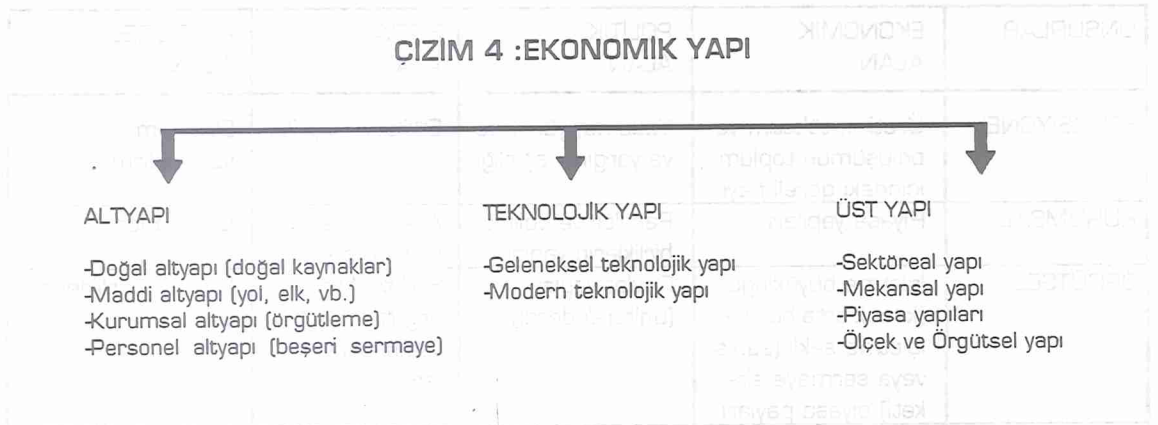 ÇİZİM 4 :EKONOMİK YAPI
ALTYAPI
-Doğal altyapı (doğal kaynaklar)
-Maddi altyapı (yol, elk, vb.)
-Kurumsal altyapı (örgütleme)
-Personel altyapı (beşeri sermaye)
TEKNOLOJİK YAPI
-Geleneksel teknolojik yapı
-Modern teknolojik yapı
ÜST YAPI
-Sektöreal yapı
-Mekansal yapı
-Piyasa yapıları
-Ölçek ve Örgütsel yapı